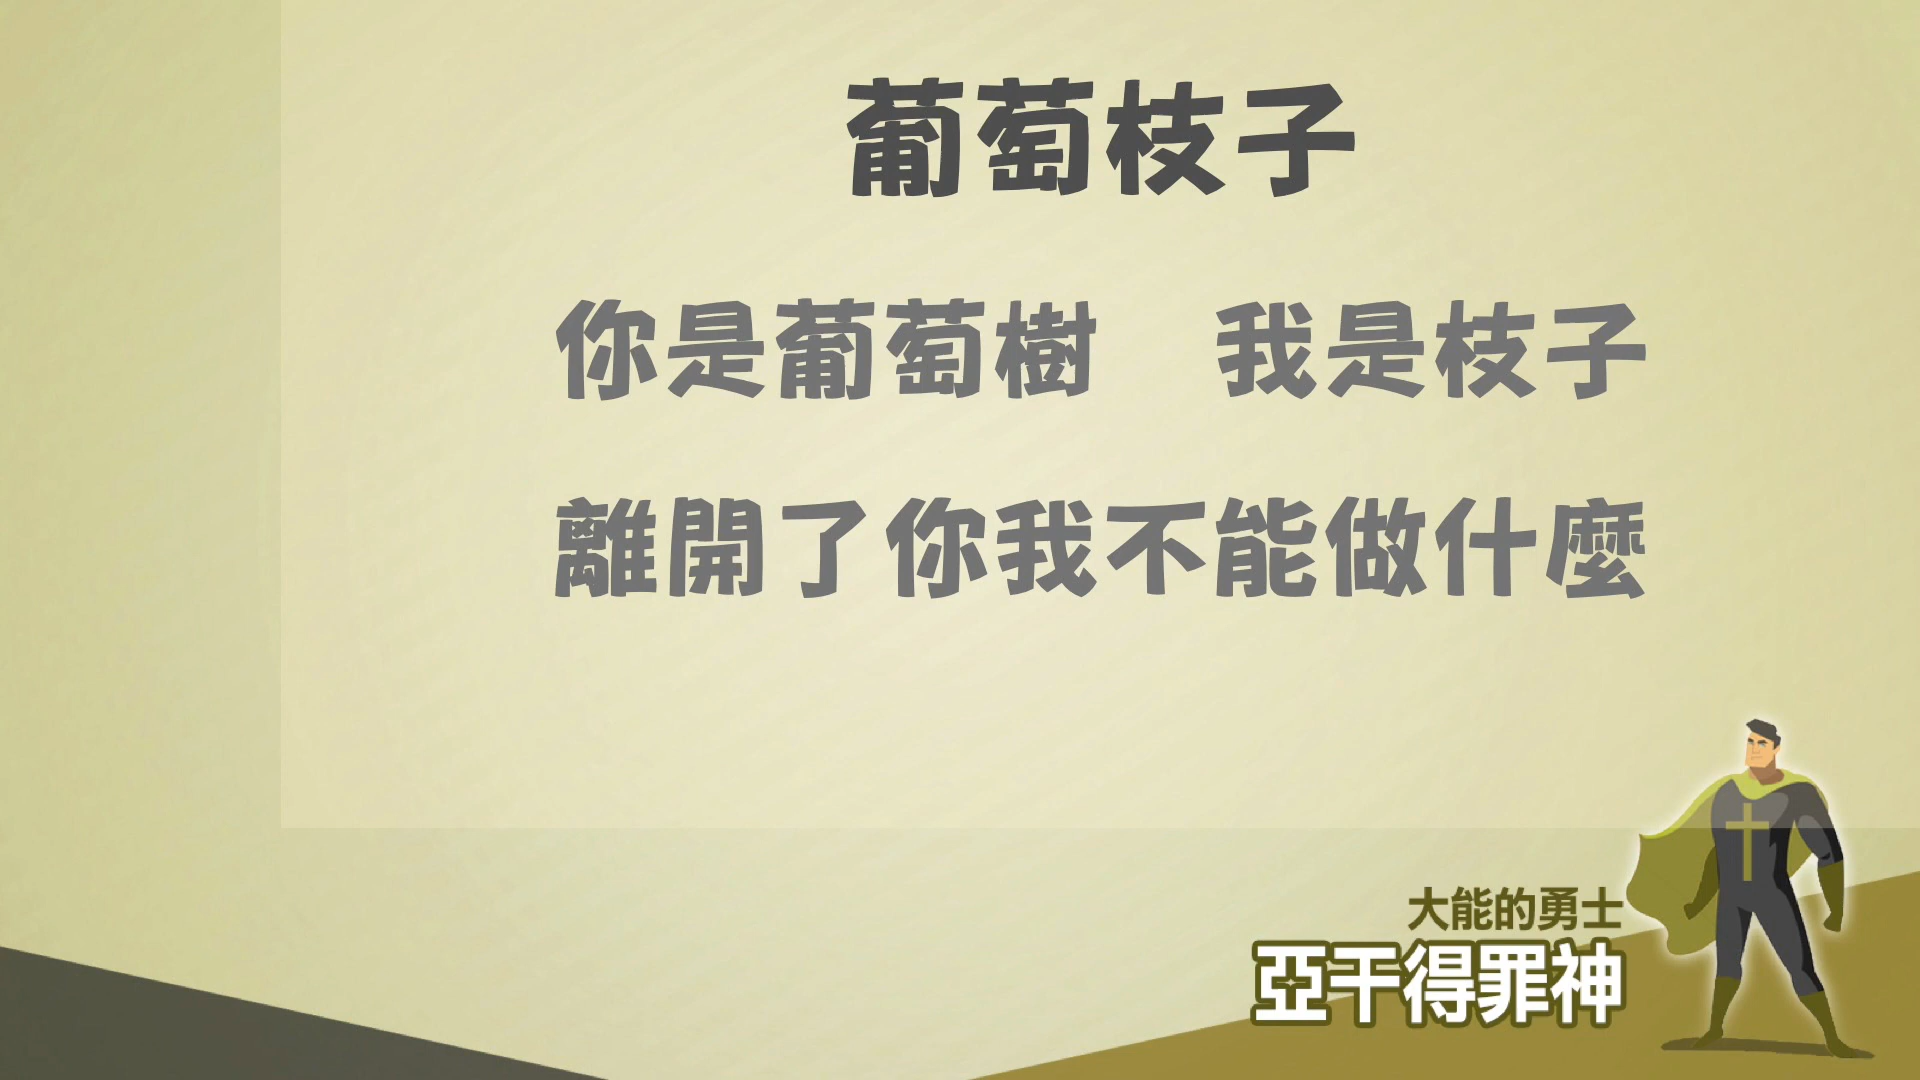 葡萄枝子
你是葡萄樹　我是枝子
離開了你我不能做什麼
大能的勇士
亞干得罪神